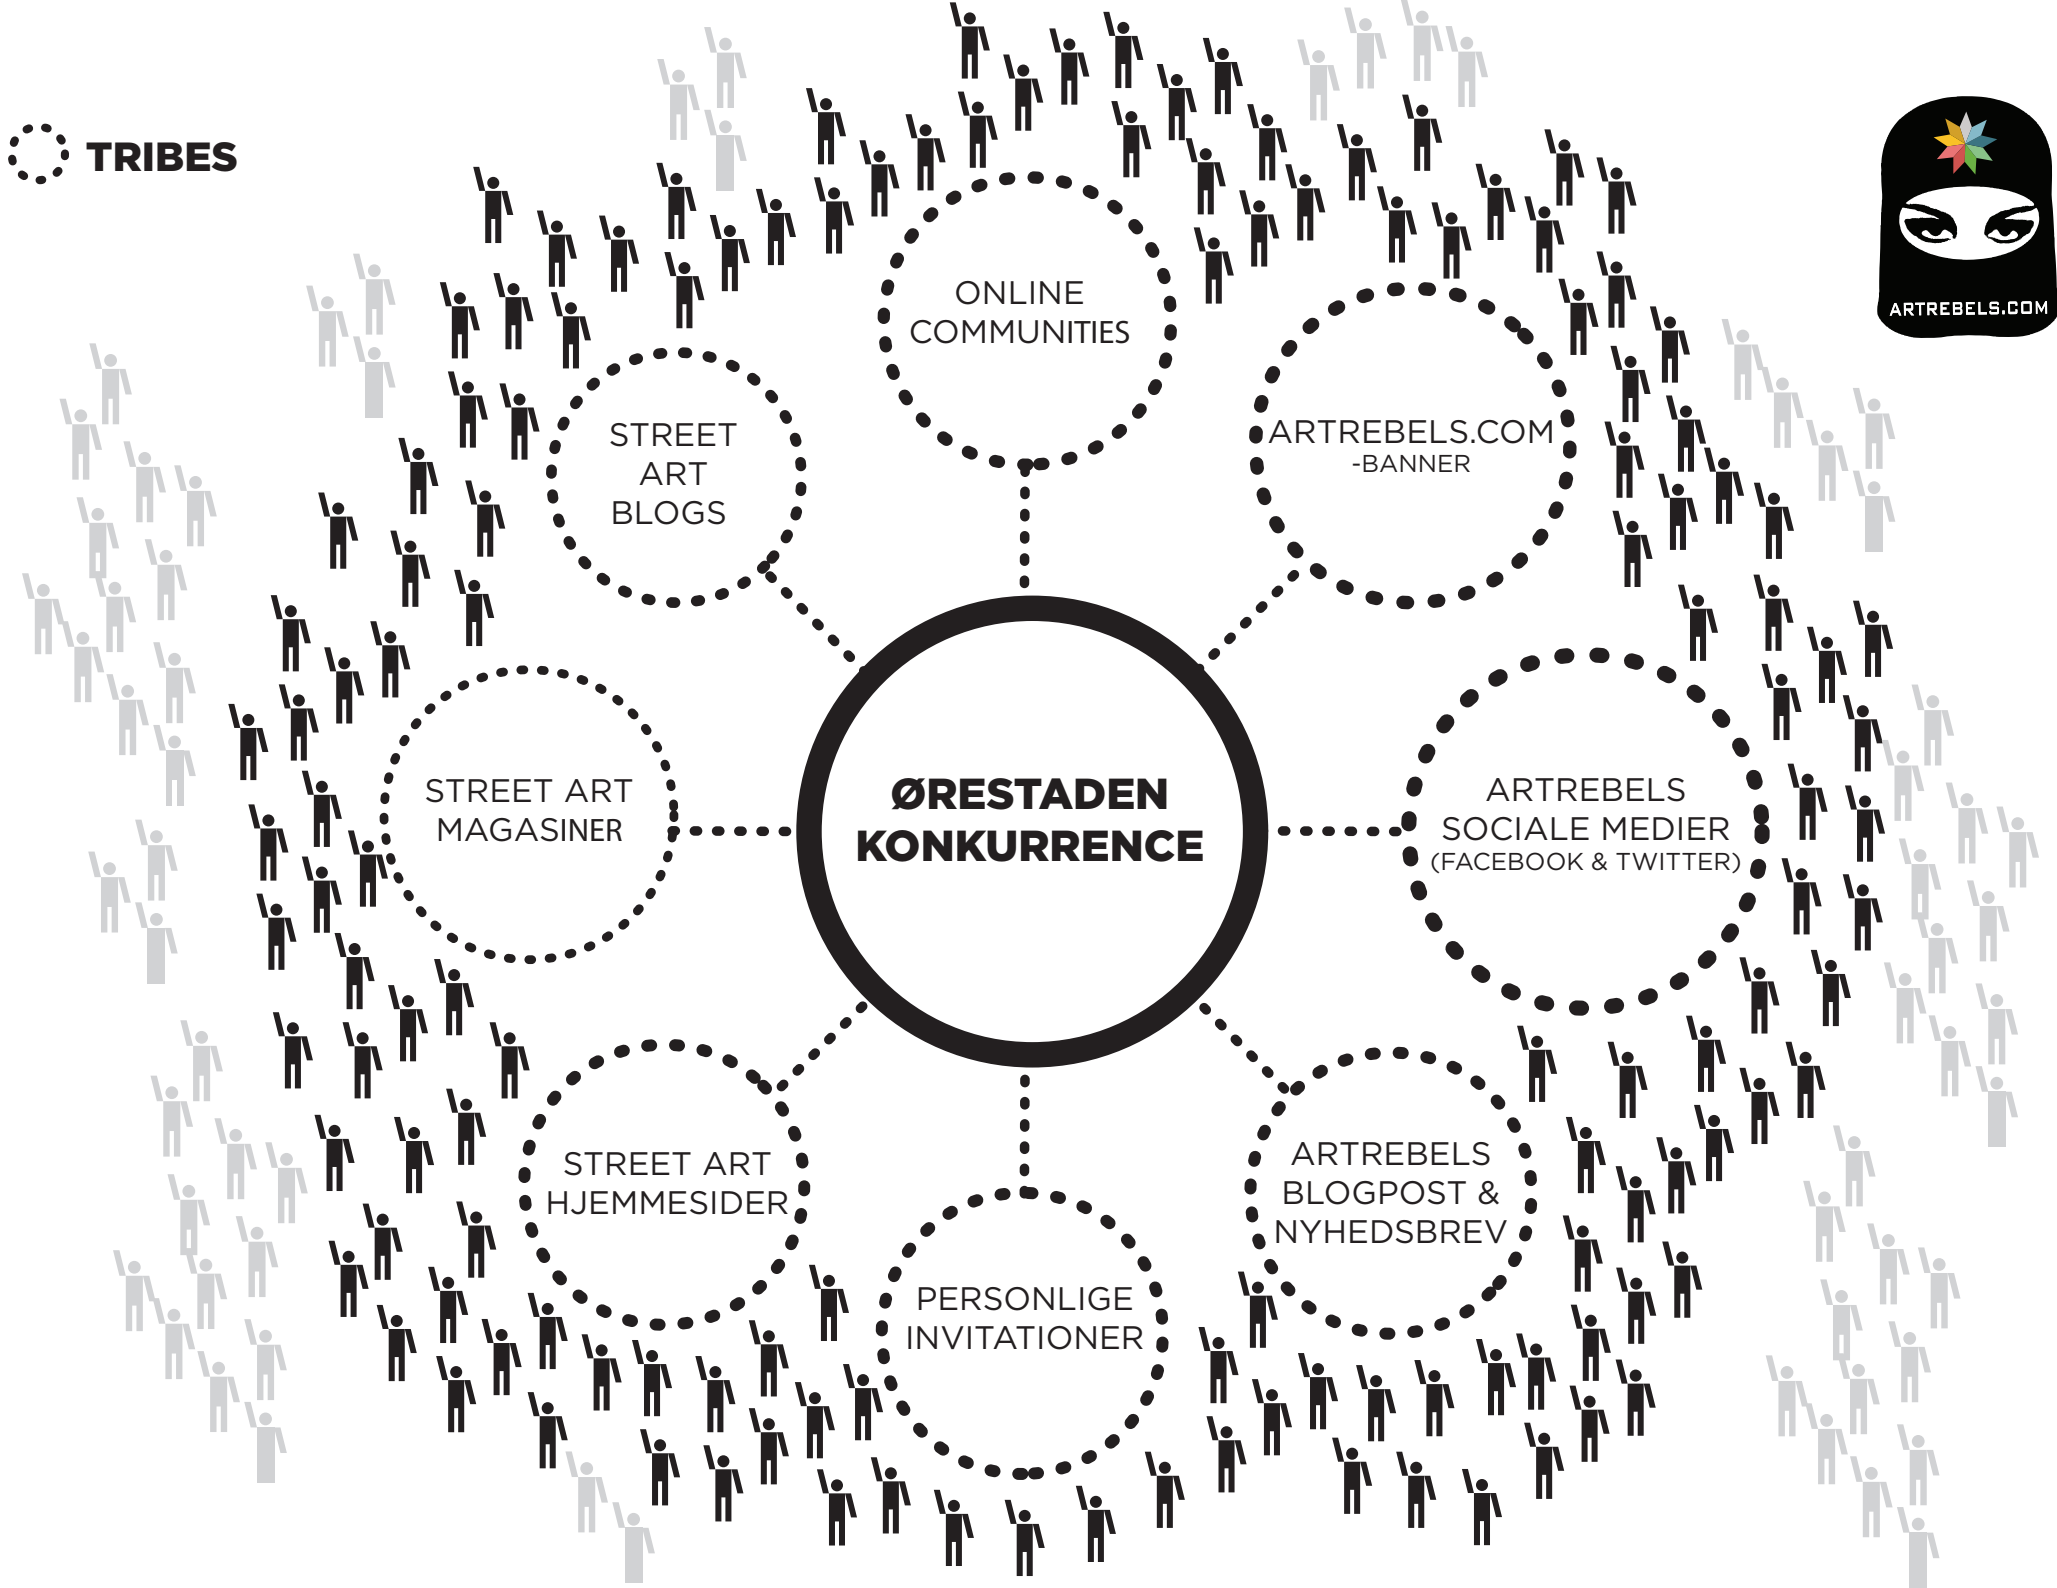 TRIBES
ARTREBELS.COM
ONLINE
COMMUNITIES
ARTREBELS.COM
-BANNER
STREET
ART
BLOGS
STREET ART
MAGASINER
ØRESTADEN
KONKURRENCE
ARTREBELS
SOCIALE MEDIER
(FACEBOOK & TWITTER)
STREET ART
HJEMMESIDER
ARTREBELS
BLOGPOST &
NYHEDSBREV
PERSONLIGE
INVITATIONER